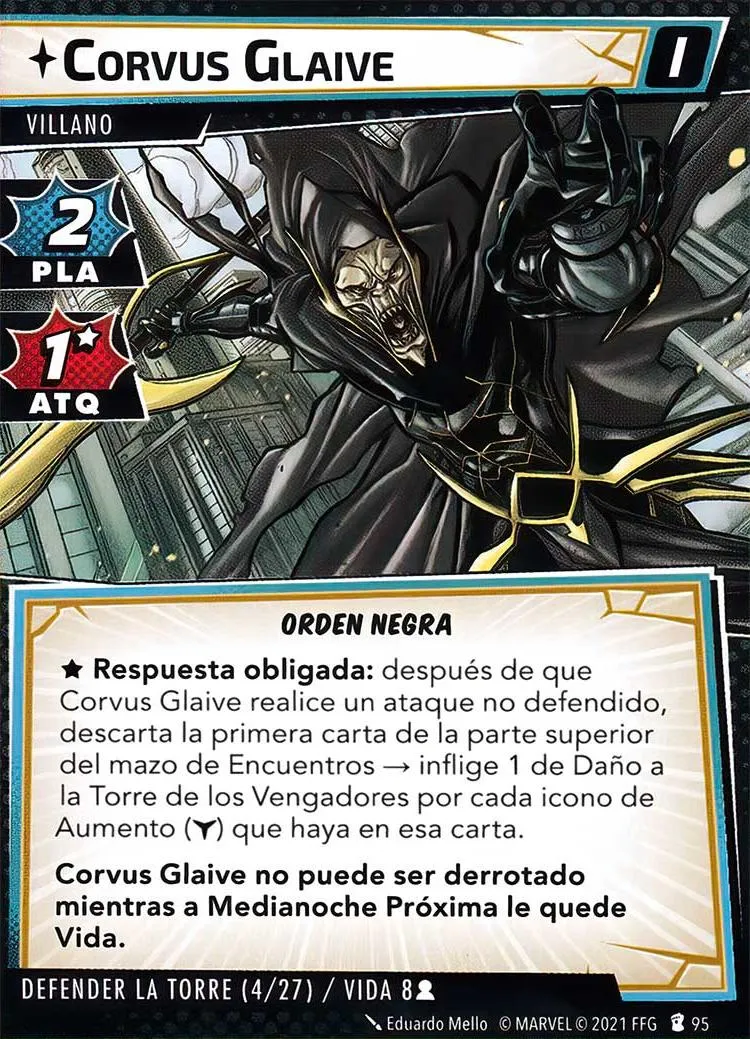 CORVUS GLAIVE
I
VILLANO
2
PLA
1★
ATQ
ORDEN NEGRA
★ Respuesta obligada: después de que
Corvus Glaive realice un ataque no defendido,
descarta la primera carta de la parte superior
del mazo de Encuentros → inflige 1 de Daño a
la Torre de los Vengadores por cada icono de
Aumento ( ) que haya en esa carta.
Corvus Glaive no puede ser derrotado
mientras a Medianoche Próxima le quede
Vida.
DEFENDER LA TORRE (4/27) / VIDA 8
Eduardo Mello © MARVEL © 2021 FFG 95